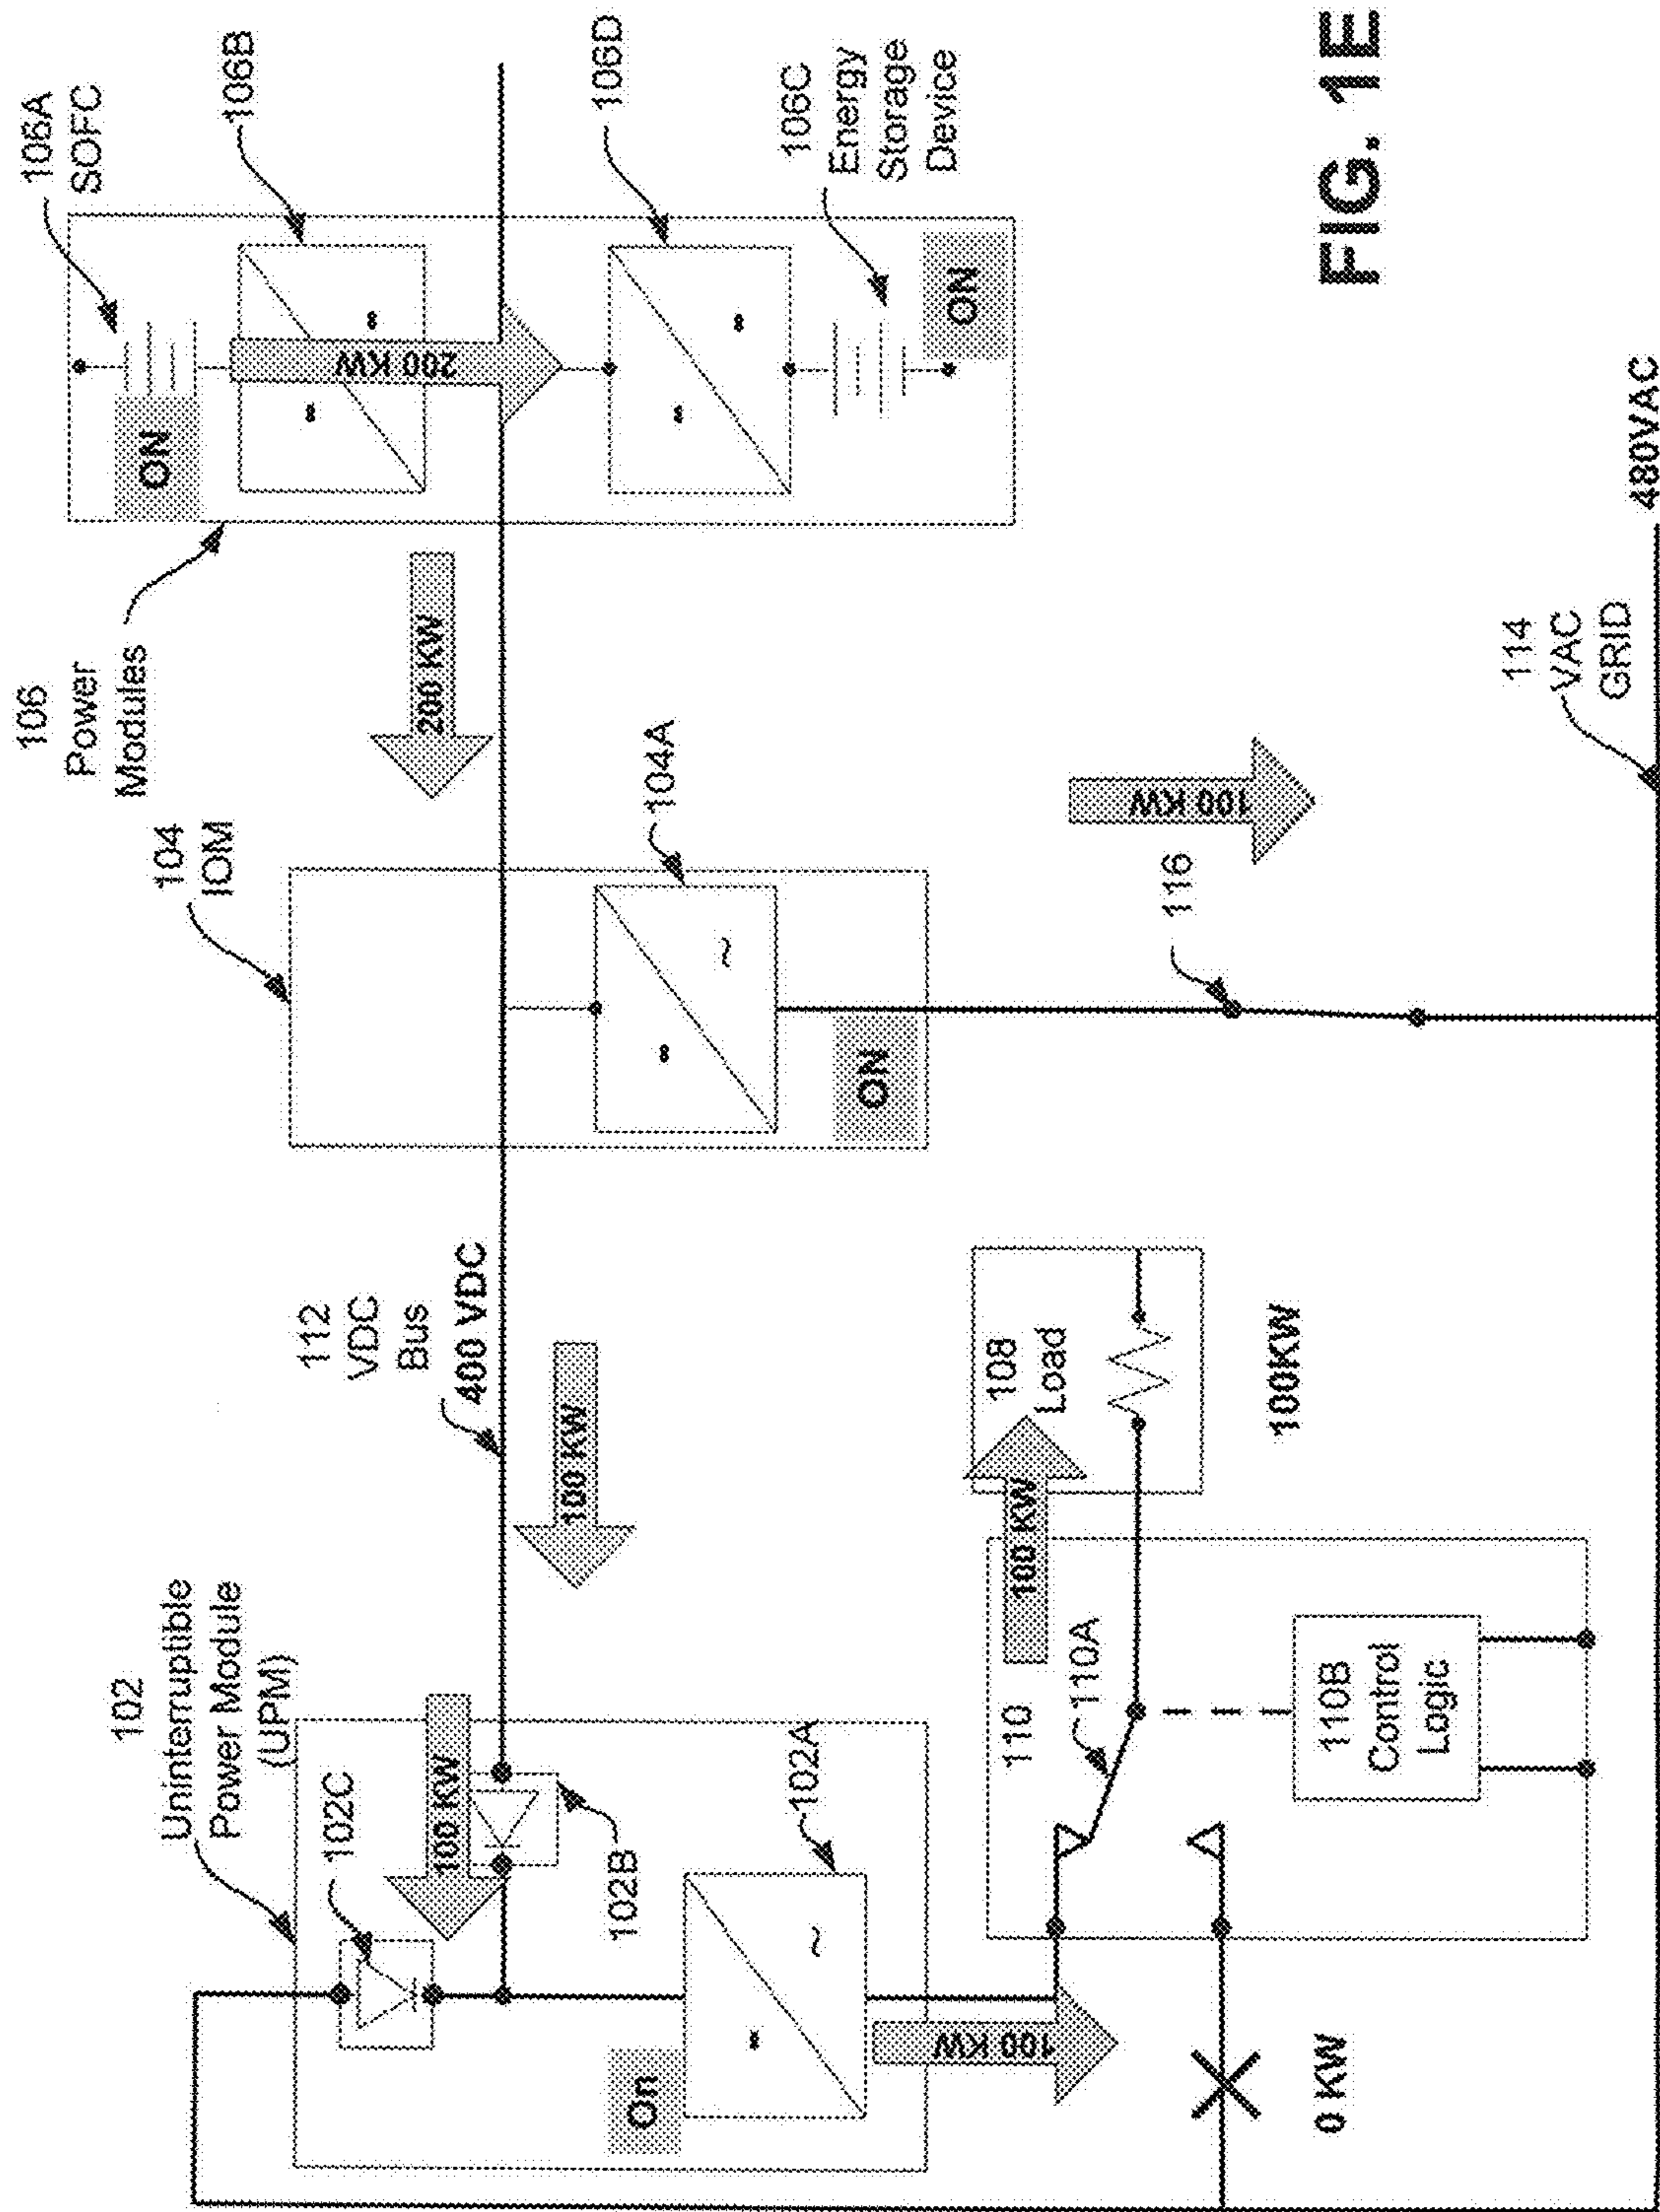 102
Uninterruptible
Power Module
(UPM)
102C
100 KW
102B
On
102A
100 KW
0 KW
112
VDC
Bus
400 VDC
100 KW
110
110A
110B
Control
Logic
100 KW
108
Load
100KW
104
IOM
104A
ON
116
100 KW
106
Power
Modules
200 KW
106A
SOFC
ON
106B
200 KW
106D
106C
Energy
Storage
Device
ON
114
VAC
GRID
480VAC
FIG. 1E